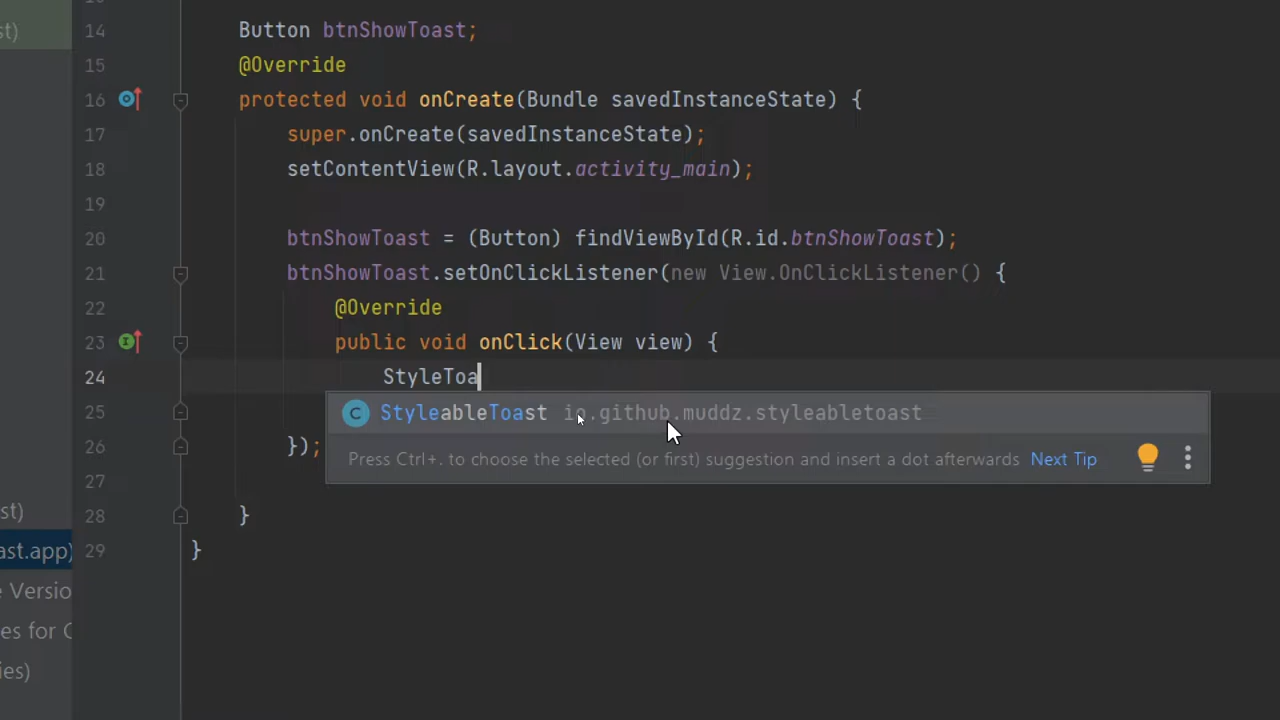 st)
14 Button btnShowToast;
15 @Override
16 protected void onCreate(Bundle savedInstanceState) {
17 super.onCreate(savedInstanceState);
18 setContentView(R.layout.activity_main);
19
20 btnShowToast = (Button) findViewById(R.id.btnShowToast);
21 btnShowToast.setOnClickListener(new View.OnClickListener() {
22 @Override
23 public void onClick(View view) {
24 StyleToa
25 StyleableToast io.github.muddz.styleabletoast
26 });
Press Ctrl+. to choose the selected (or first) suggestion and insert a dot afterwards Next Tip
27
st)
28 }
ast.app)
29 }
e Versio
es for C
ies)